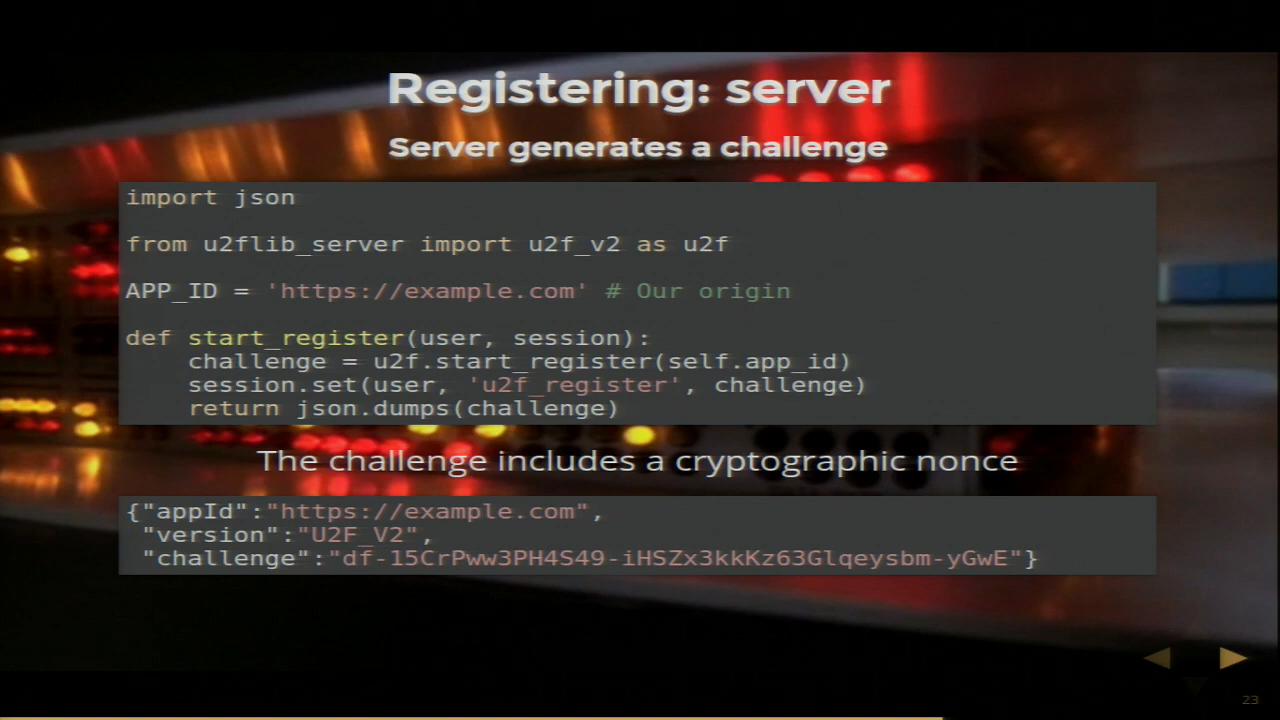 Registering: server
Server generates a challenge
import json
from u2flib_server import u2f_v2 as u2f
APP_ID = 'https://example.com' # Our origin
def start_register(user, session):
    challenge = u2f.start_register(self.app_id)
    session.set(user, 'u2f_register', challenge)
    return json.dumps(challenge)
The challenge includes a cryptographic nonce
{"appId":"https://example.com",
 "version":"U2F_V2",
 "challenge":"df-15CrPww3PH4S49-iHSZx3kkKz63Glqeysbm-yGwE"}
23